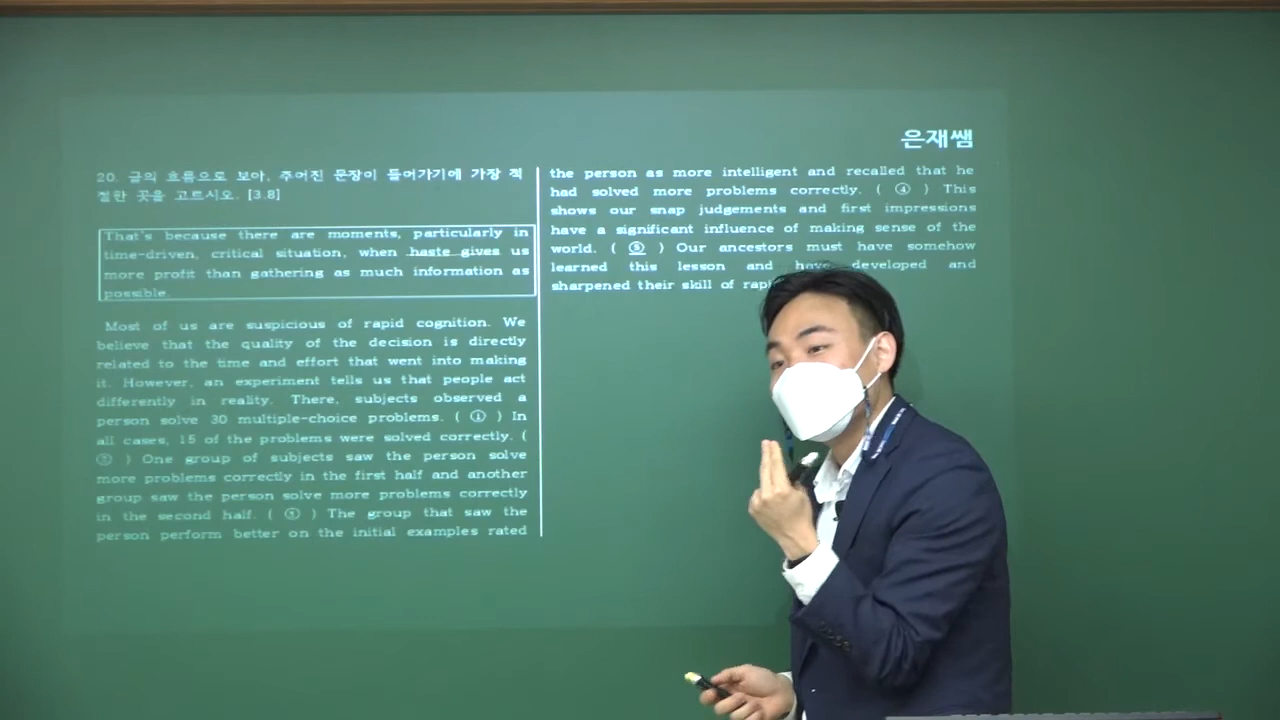 은재쌤
20. 글의 흐름으로 보아, 주어진 문장이 들어가기에 가장 적
절한 곳을 고르시오. [3.8]
That's because there are moments, particularly in
time-driven, critical situation, when haste gives us
more profit than gathering as much information as
possible.
Most of us are suspicious of rapid cognition. We
believe that the quality of the decision is directly
related to the time and effort that went into making
it. However, an experiment tells us that people act
differently in reality. There, subjects observed a
person solve 30 multiple-choice problems. ( ① ) In
all cases, 15 of the problems were solved correctly. (
② ) One group of subjects saw the person solve
more problems correctly in the first half and another
group saw the person solve more problems correctly
in the second half. ( ③ ) The group that saw the
person perform better on the initial examples rated
the person as more intelligent and recalled that he
had solved more problems correctly. ( ④ ) This
shows our snap judgements and first impressions
have a significant influence of making sense of the
world. ( ⑤ ) Our ancestors must have somehow
learned this lesson and have developed and
sharpened their skill of